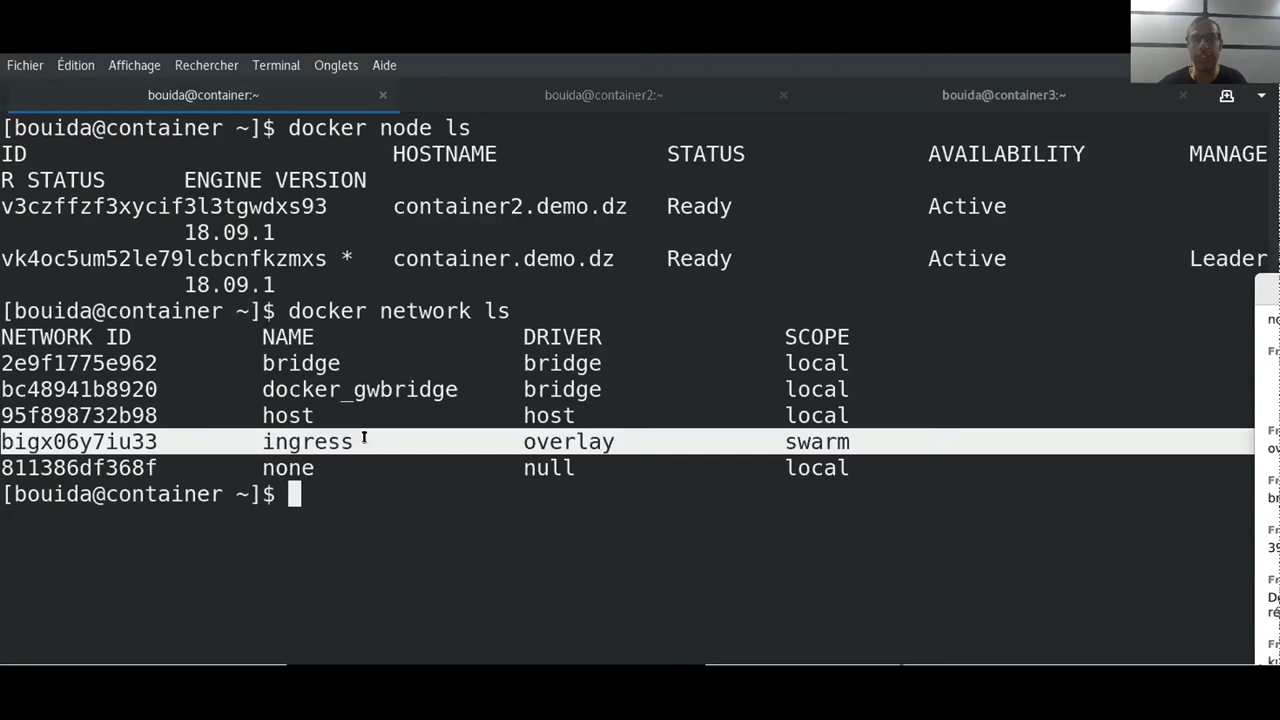 Fichier Édition Affichage Rechercher Terminal Onglets Aide
bouida@container:~ × bouida@container2:~ × bouida@container3:~ ×
[bouida@container ~]$ docker node ls
ID HOSTNAME STATUS AVAILABILITY MANAGE
R STATUS ENGINE VERSION
v3czffzf3xycif3l3tgwdxs93 container2.demo.dz Ready Active
18.09.1
vk4oc5um52le79lcbcnfkzmxs * container.demo.dz Ready Active Leader
18.09.1
[bouida@container ~]$ docker network ls
NETWORK ID NAME DRIVER SCOPE
2e9f1775e962 bridge bridge local
bc48941b8920 docker_gwbridge bridge local
95f898732b98 host host local
bigx06y7iu33 ingress overlay swarm
811386df368f none null local
[bouida@container ~]$